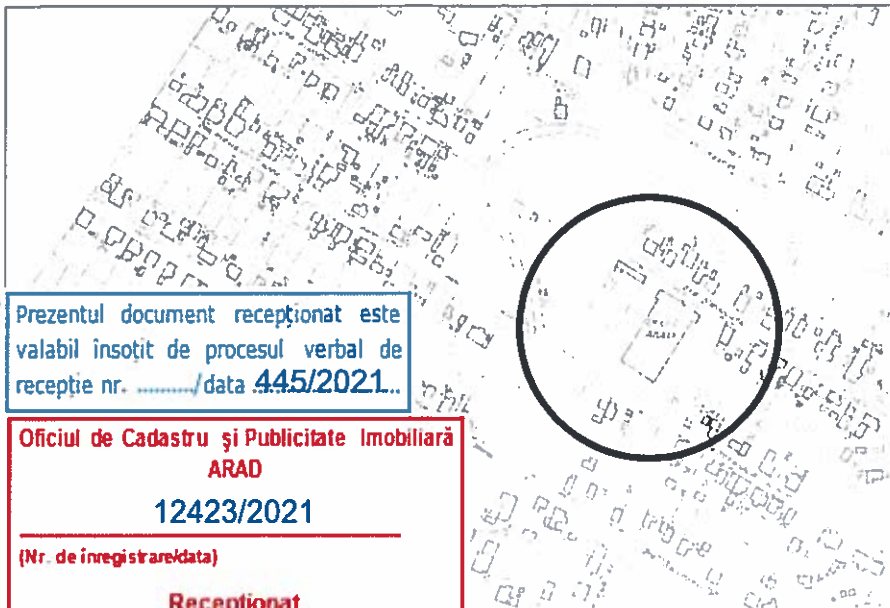 Prezentul document recepționat este
valabil însoțit de procesul verbal de
recepție nr. ........../data 445/2021..
Oficiul de Cadastru și Publicitate Imobiliară
ARAD
12423/2021
(Nr. de înregistrare/data)
Recepționat
ARAD